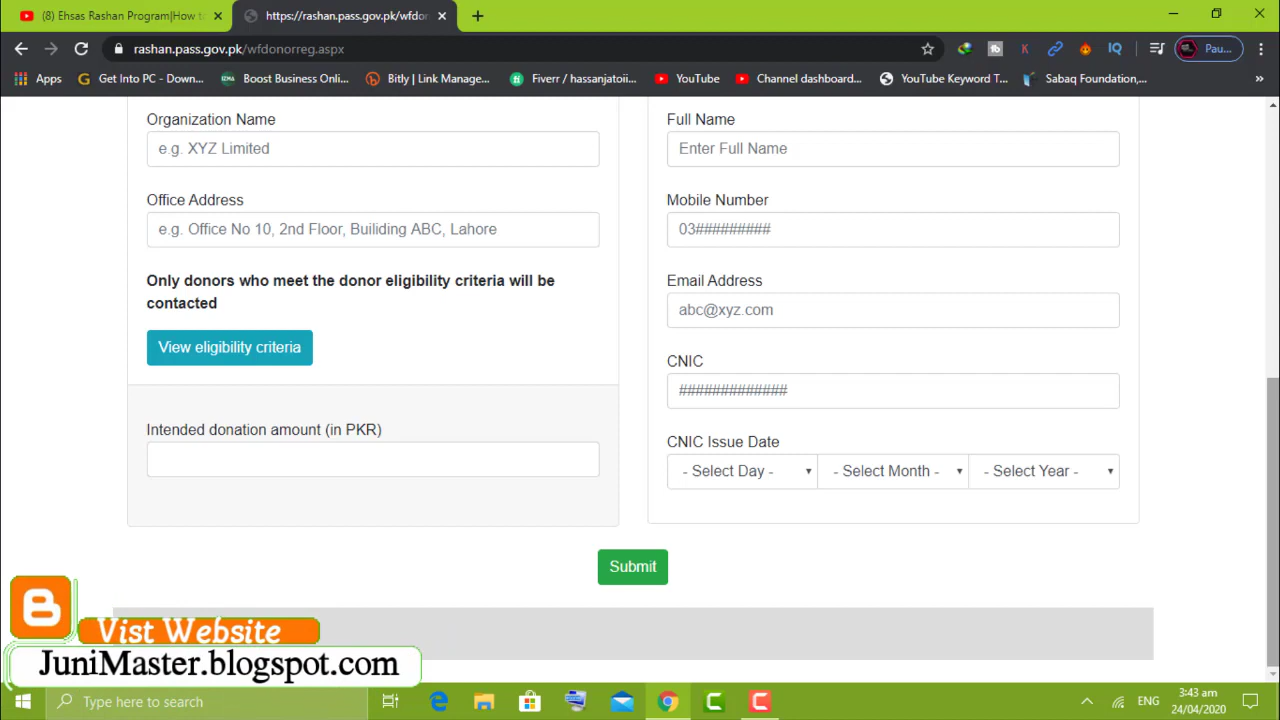 (8) Ehsas Rashan Program|How t
https://rashan.pass.gov.pk/wfdo
rashan.pass.gov.pk/wfdonorreg.aspx
Pau...
Apps
Get Into PC - Down...
Boost Business Onli...
Bitly | Link Manage...
Fiverr / hassanjatoii...
YouTube
Channel dashboard...
YouTube Keyword T...
Sabaq Foundation,...
»
Organization Name
e.g. XYZ Limited
Office Address
e.g. Office No 10, 2nd Floor, Builiding ABC, Lahore
Only donors who meet the donor eligibility criteria will be
contacted
View eligibility criteria
Intended donation amount (in PKR)
Full Name
Enter Full Name
Mobile Number
03#########
Email Address
abc@xyz.com
CNIC
#############
CNIC Issue Date
- Select Day -
- Select Month -
- Select Year -
Submit
Vist Website
JuniMaster.blogspot.com
Type here to search
ENG
3:43 am
24/04/2020